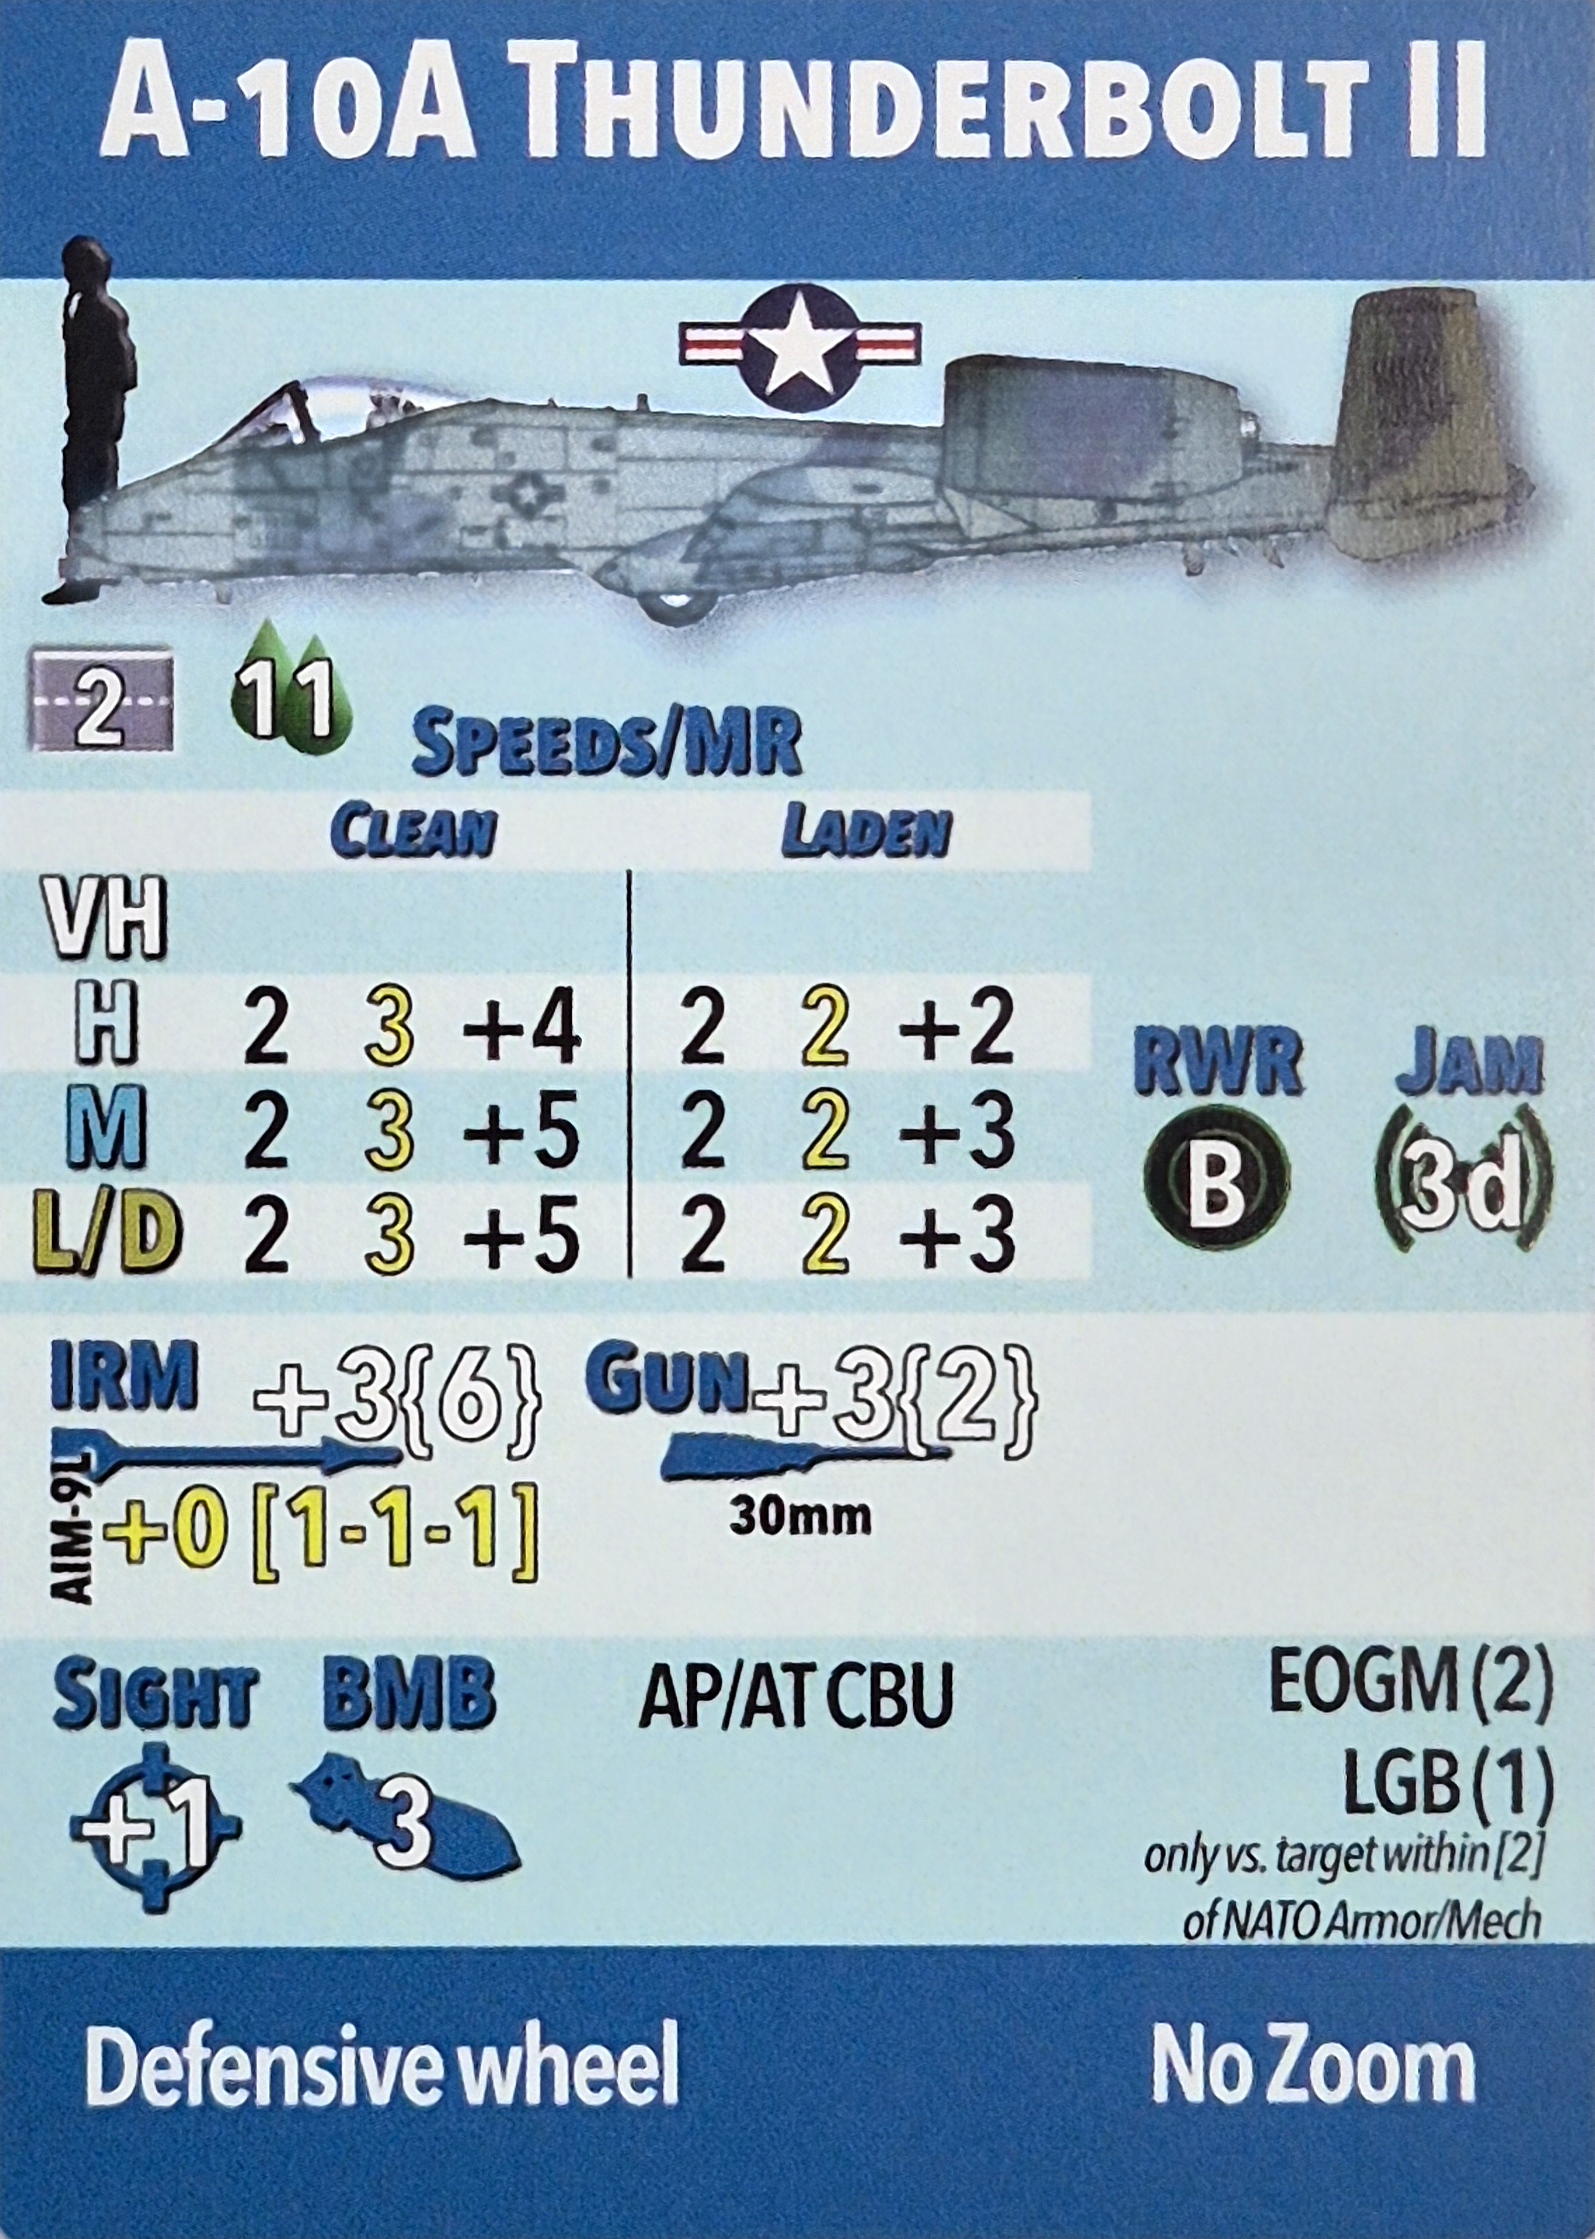 A-10A THUNDERBOLT II
2 11
SPEEDS/MR
CLEAN LADEN
VH
H 2 3 +4 2 2 +2
M 2 3 +5 2 2 +3
L/D 2 3 +5 2 2 +3
RWR JAM
B 3d
IRM +3{6}
AIM-9L
+0 [1-1-1]
GUN +3{2}
30mm
SIGHT BMB
+1 3
AP/AT CBU
EOGM (2)
LGB (1)
only vs. target within [2]
of NATO Armor/Mech
Defensive wheel No Zoom